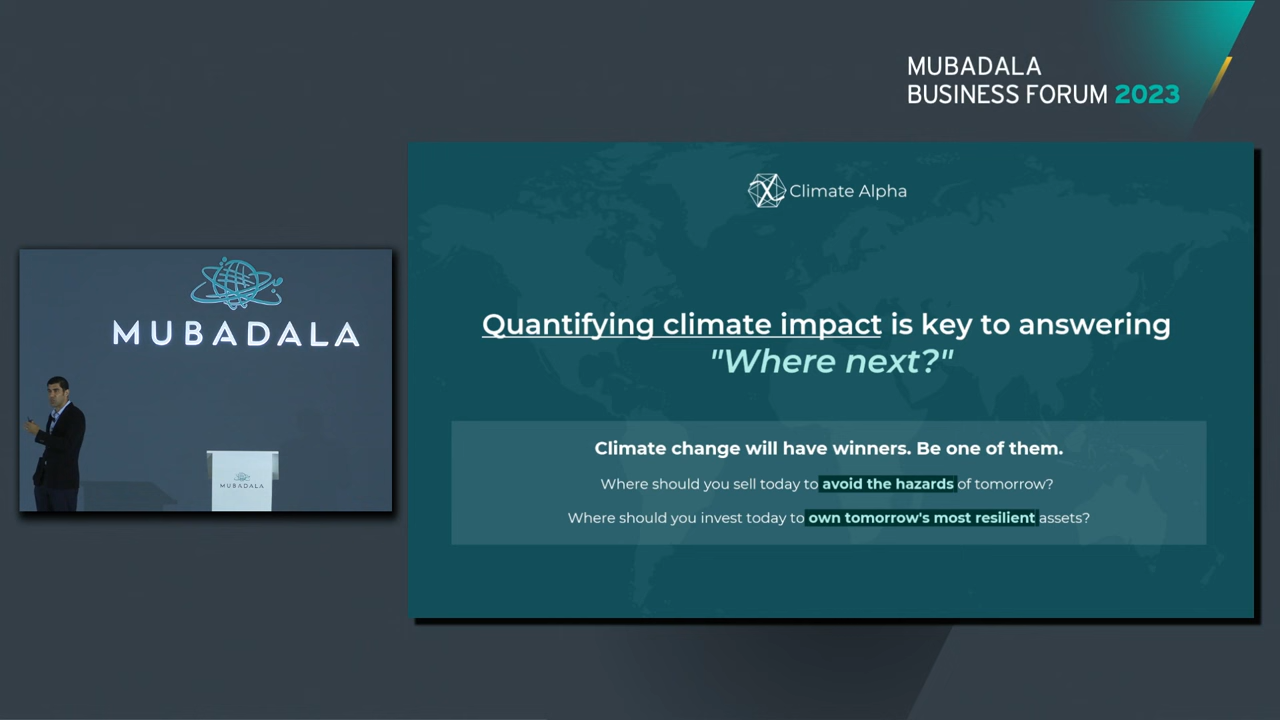 MUBADALA
BUSINESS FORUM 2023
Climate Alpha
Quantifying climate impact is key to answering
"Where next?"
Climate change will have winners. Be one of them.
Where should you sell today to avoid the hazards of tomorrow?
Where should you invest today to own tomorrow's most resilient assets?
MUBADALA
MUBADALA